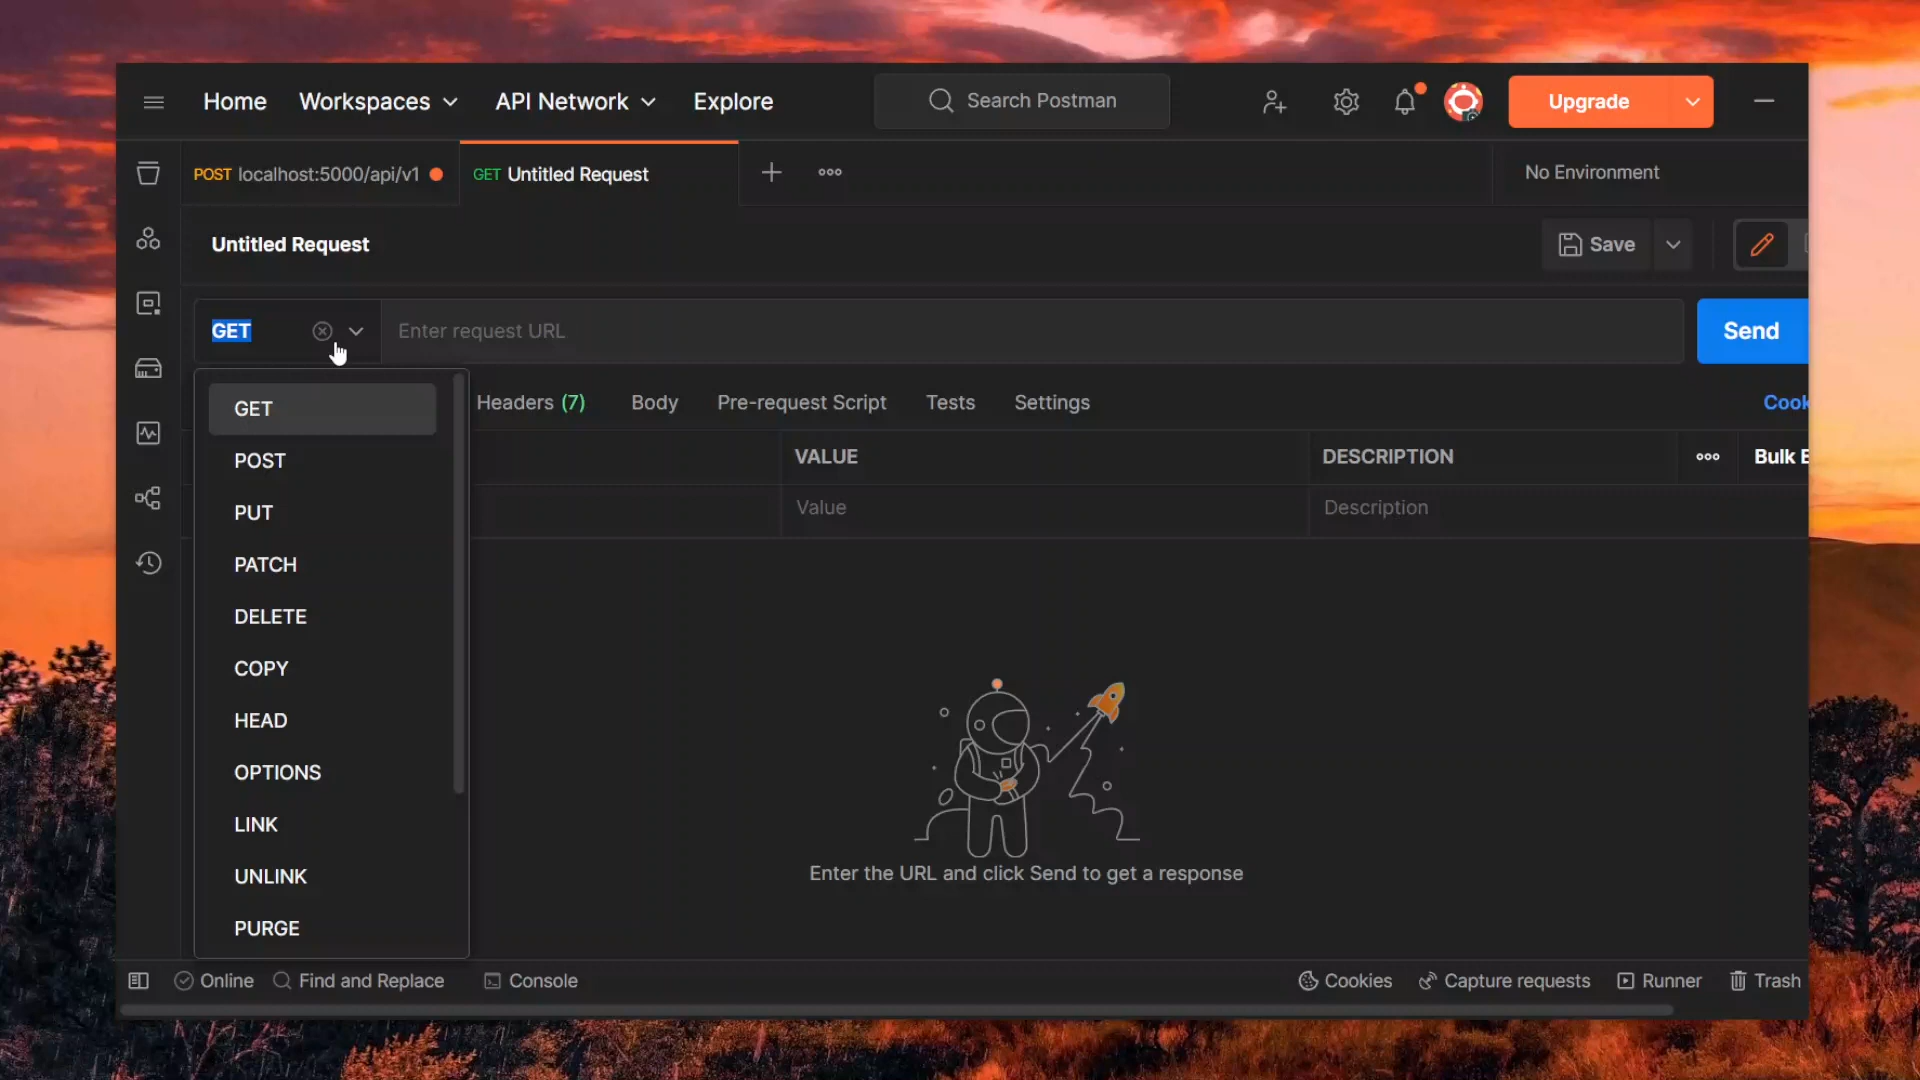 Home Workspaces API Network Explore Search Postman Upgrade
POST localhost:5000/api/v1 GET Untitled Request No Environment
Untitled Request Save
GET Enter request URL Send
Headers (7) Body Pre-request Script Tests Settings Cook
VALUE DESCRIPTION Bulk E
Value Description
GET
POST
PUT
PATCH
DELETE
COPY
HEAD
OPTIONS
LINK
UNLINK
PURGE
Enter the URL and click Send to get a response
Online Find and Replace Console Cookies Capture requests Runner Trash